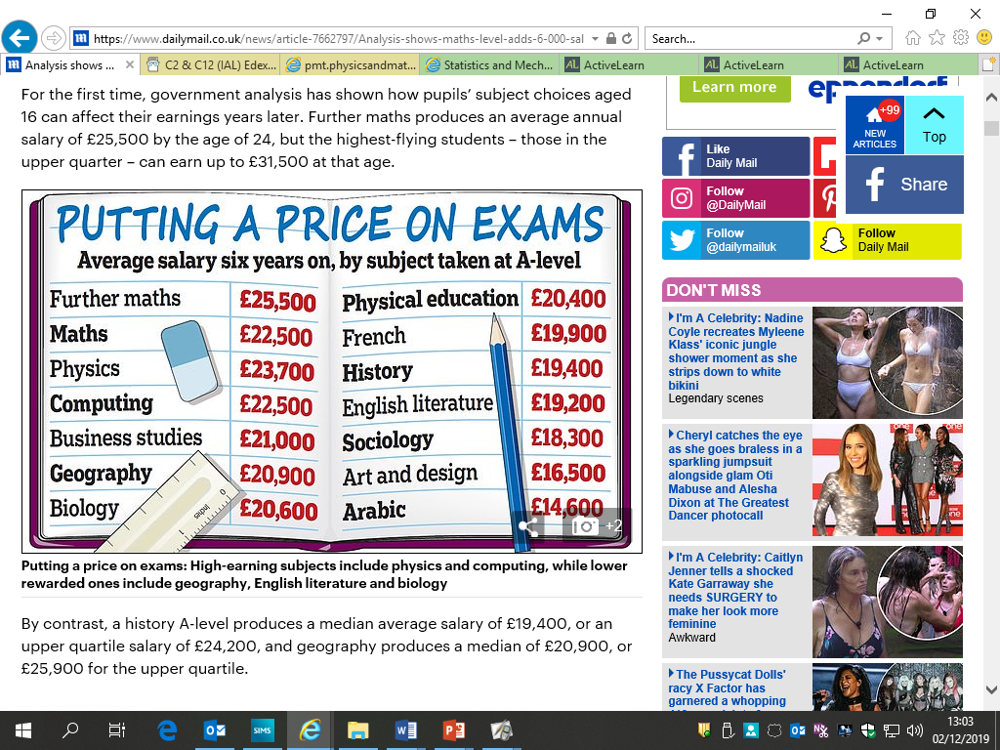 https://www.dailymail.co.uk/news/article-7662797/Analysis-shows-maths-level-adds-6-000-sal
Search...
Analysis shows ...
C2 & C12 (IAL) Edex...
pmt.physicsandmat...
Statistics and Mech...
ActiveLearn
ActiveLearn
ActiveLearn
For the first time, government analysis has shown how pupils' subject choices aged
16 can affect their earnings years later. Further maths produces an average annual
salary of £25,500 by the age of 24, but the highest-flying students – those in the
upper quarter – can earn up to £31,500 at that age.
PUTTING A PRICE ON EXAMS
Average salary six years on, by subject taken at A-level
Further maths £25,500
Maths £22,500
Physics £23,700
Computing £22,500
Business studies £21,000
Geography £20,900
Biology £20,600
Physical education £20,400
French £19,900
History £19,400
English literature £19,200
Sociology £18,300
Art and design £16,500
Arabic £14,600
inches
0
+2
Putting a price on exams: High-earning subjects include physics and computing, while lower
rewarded ones include geography, English literature and biology
By contrast, a history A-level produces a median average salary of £19,400, or an
upper quartile salary of £24,200, and geography produces a median of £20,900, or
£25,900 for the upper quartile.
Learn more
eppendorf
+99
NEW
ARTICLES
Top
Share
Like
Daily Mail
Follow
@DailyMail
Follow
@dailymailuk
Follow
Daily Mail
DON'T MISS
I'm A Celebrity: Nadine
Coyle recreates Myleene
Klass' iconic jungle
shower moment as she
strips down to white
bikini
Legendary scenes
Cheryl catches the eye
as she goes braless in a
sparkling jumpsuit
alongside glam Oti
Mabuse and Alesha
Dixon at The Greatest
Dancer photocall
I'm A Celebrity: Caitlyn
Jenner tells a shocked
Kate Garraway she
needs SURGERY to
make her look more
feminine
Awkward
The Pussycat Dolls'
racy X Factor has
garnered a whopping
SIMS
13:03
02/12/2019